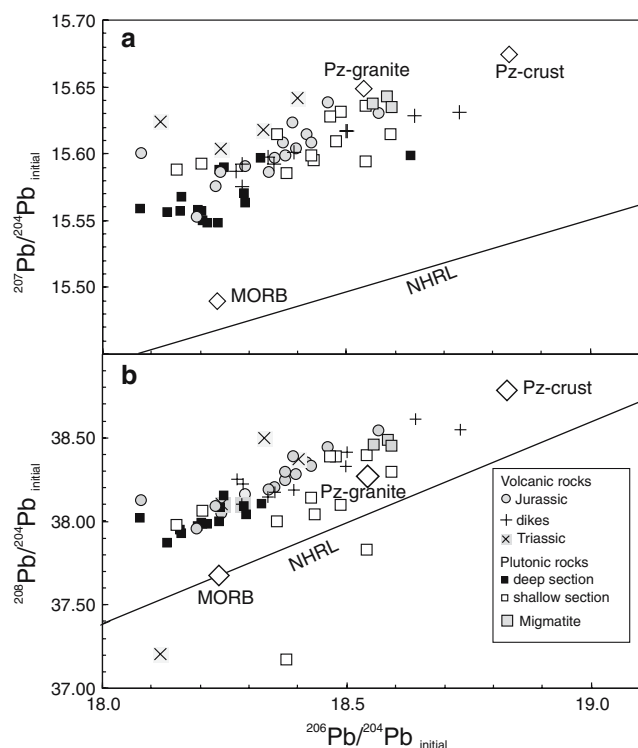 a
15.70
15.65
15.60
15.55
15.50
207Pb/204Pb initial
Pz-granite
Pz-crust
MORB
NHRL
b
38.50
38.00
37.50
37.00
208Pb/204Pb initial
Pz-crust
Pz-granite
NHRL
MORB
Volcanic rocks
Jurassic
dikes
Triassic
Plutonic rocks
deep section
shallow section
Migmatite
18.0
18.5
19.0
206Pb/204Pb initial